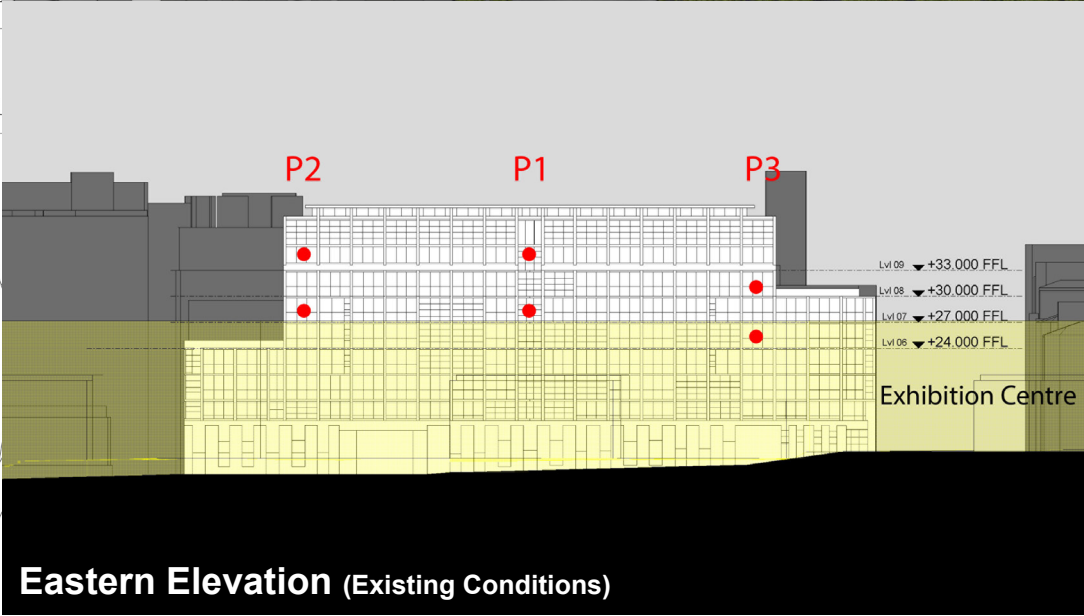 P2 P1 P3
Lvl 09 +33.000 FFL
Lvl 08 +30.000 FFL
Lvl 07 +27.000 FFL
Lvl 06 +24.000 FFL
Exhibition Centre
Eastern Elevation (Existing Conditions)